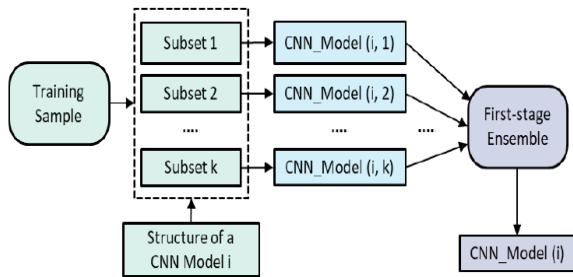 Training
Sample
Subset 1
Subset 2
....
Subset k
Structure of a
CNN Model i
CNN_Model (i, 1)
CNN_Model (i, 2)
....
CNN_Model (i, k)
....
First-stage
Ensemble
CNN_Model (i)